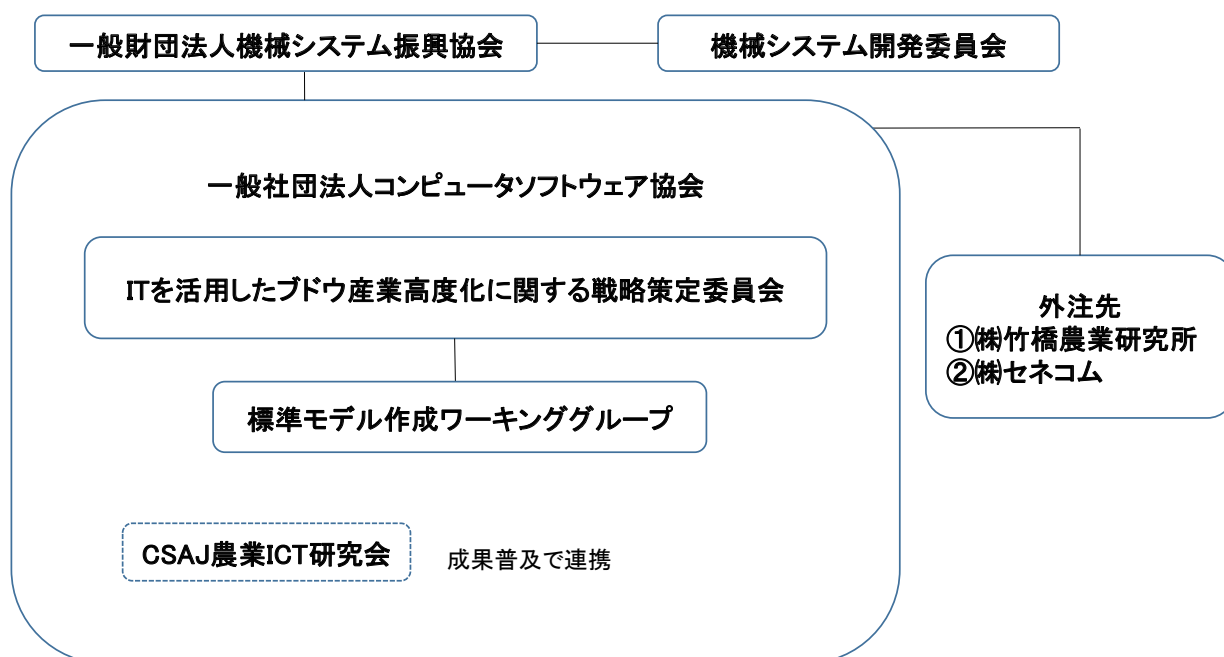 一般財団法人機械システム振興協会
機械システム開発委員会
一般社団法人コンピュータソフトウェア協会
ITを活用したブドウ産業高度化に関する戦略策定委員会
外注先
①㈱竹橋農業研究所
②㈱セネコム
標準モデル作成ワーキンググループ
CSAJ農業ICT研究会
成果普及で連携